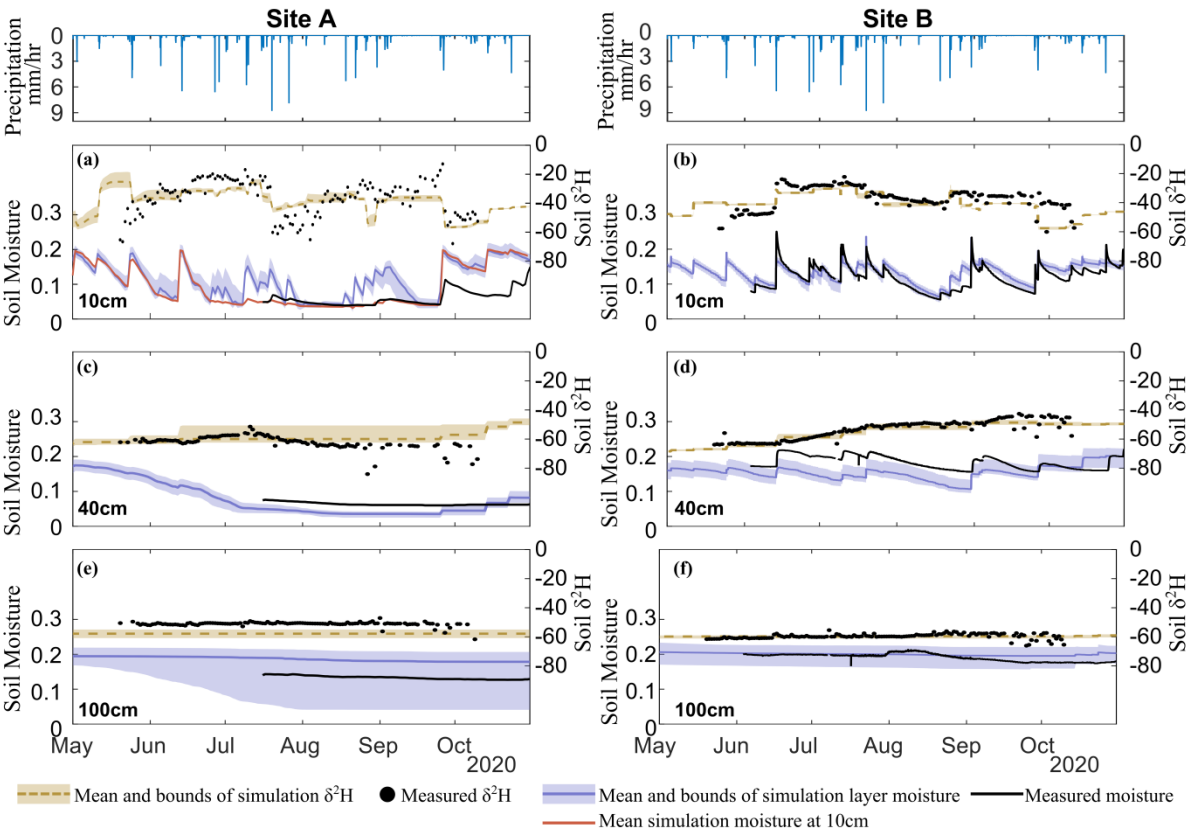 Site A
Site B
Precipitation
mm/hr
0
3
6
9
Precipitation
mm/hr
0
3
6
9
(a)
Soil Moisture
0.3
0.2
0.1
0
10cm
0
-20
-40
-60
-80
Soil δ²H
(b)
Soil Moisture
0.3
0.2
0.1
0
10cm
0
-20
-40
-60
-80
Soil δ²H
(c)
Soil Moisture
0.3
0.2
0.1
0
40cm
0
-20
-40
-60
-80
Soil δ²H
(d)
Soil Moisture
0.3
0.2
0.1
0
40cm
0
-20
-40
-60
-80
Soil δ²H
(e)
Soil Moisture
0.3
0.2
0.1
0
100cm
0
-20
-40
-60
-80
Soil δ²H
May Jun Jul Aug Sep Oct
2020
(f)
Soil Moisture
0.3
0.2
0.1
0
100cm
0
-20
-40
-60
-80
Soil δ²H
May Jun Jul Aug Sep Oct
2020
Mean and bounds of simulation δ²H
Measured δ²H
Mean and bounds of simulation layer moisture
Measured moisture
Mean simulation moisture at 10cm